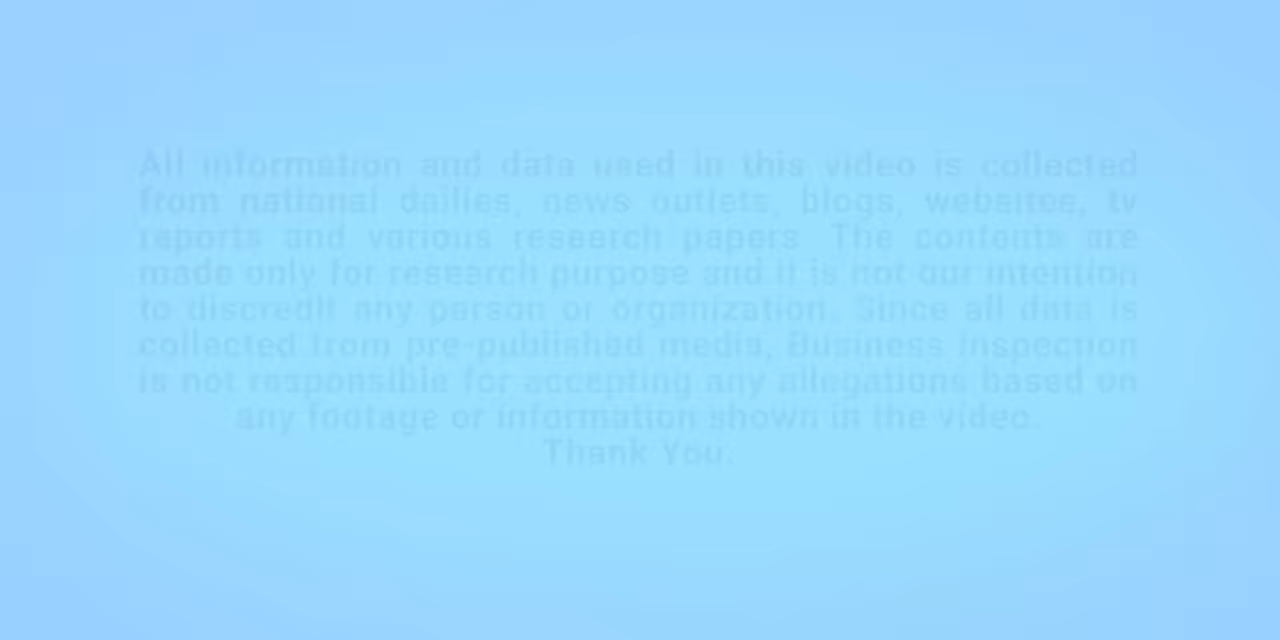 All information and data used in this video is collected
from national dailies, news outlets, blogs, websites, tv
reports and various research papers. The contents are
made only for research purpose and it is not our intention
to discredit any person or organization. Since all data is
collected from pre-published media, Business Inspection
is not responsible for accepting any allegations based on
any footage or information shown in the video.
Thank You.